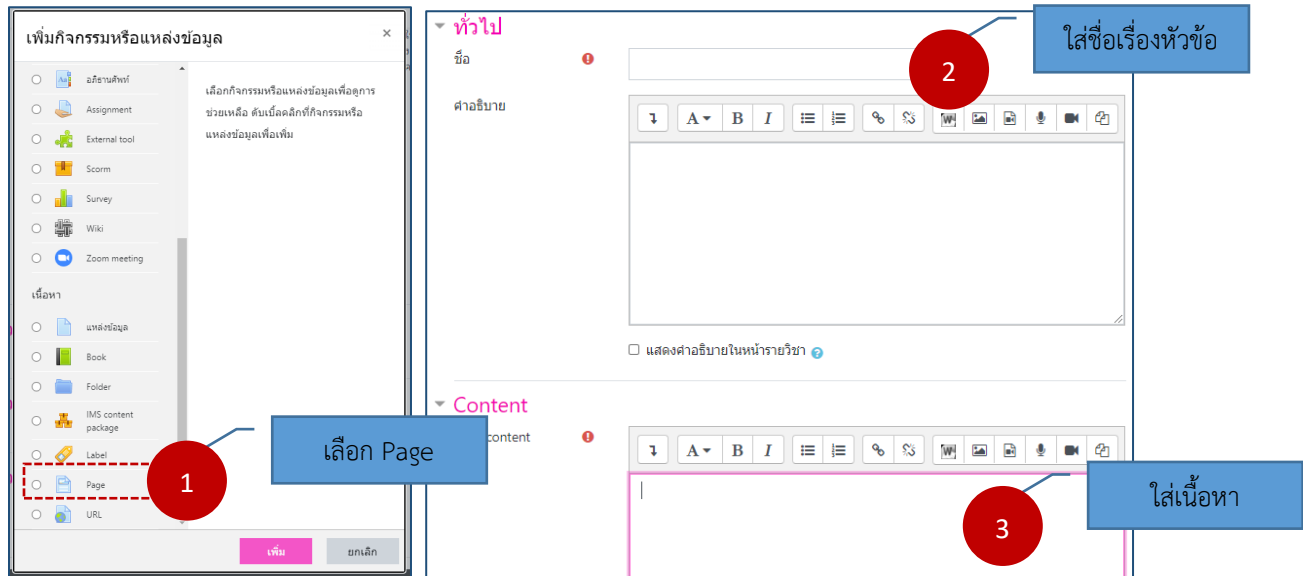 เพิ่มกิจกรรมหรือแหล่งข้อมูล
×
อภิธานศัพท์
Assignment
External tool
Scorm
Survey
Wiki
Zoom meeting
เนื้อหา
แหล่งข้อมูล
Book
Folder
IMS content
package
Label
Page
URL
เลือกกิจกรรมหรือแหล่งข้อมูลเพื่อดูการ
ช่วยเหลือ ดับเบิ้ลคลิกที่กิจกรรมหรือ
แหล่งข้อมูลเพื่อเพิ่ม
1
เลือก Page
เพิ่ม
ยกเลิก
ทั่วไป
ชื่อ
2
ใส่ชื่อเรื่องหัวข้อ
คำอธิบาย
A B I
แสดงคำอธิบายในหน้ารายวิชา
Content
content
A B I
3
ใส่เนื้อหา